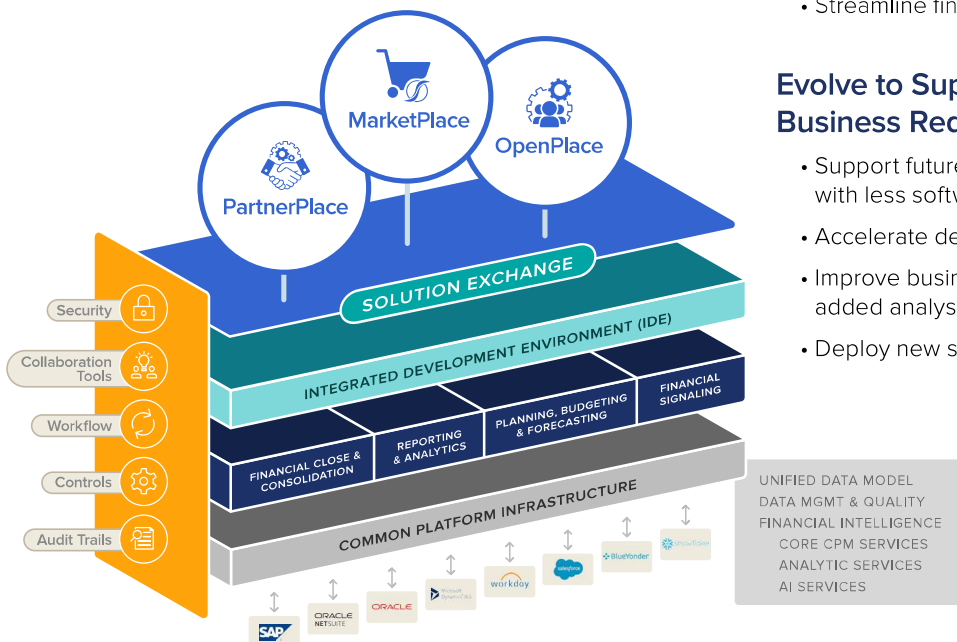 • Streamline fin
MarketPlace
OpenPlace
PartnerPlace
Evolve to Sup
Business Req
• Support future
with less softw
• Accelerate de
• Improve busin
added analys
• Deploy new s
SOLUTION EXCHANGE
INTEGRATED DEVELOPMENT ENVIRONMENT (IDE)
FINANCIAL CLOSE &
CONSOLIDATION
REPORTING
& ANALYTICS
PLANNING, BUDGETING
& FORECASTING
FINANCIAL
SIGNALING
COMMON PLATFORM INFRASTRUCTURE
Security
Collaboration
Tools
Workflow
Controls
Audit Trails
UNIFIED DATA MODEL
DATA MGMT & QUALITY
FINANCIAL INTELLIGENCE
CORE CPM SERVICES
ANALYTIC SERVICES
AI SERVICES
SAP
ORACLE
NETSUITE
ORACLE
Microsoft
workday
salesforce
BlueYonder
snowflake